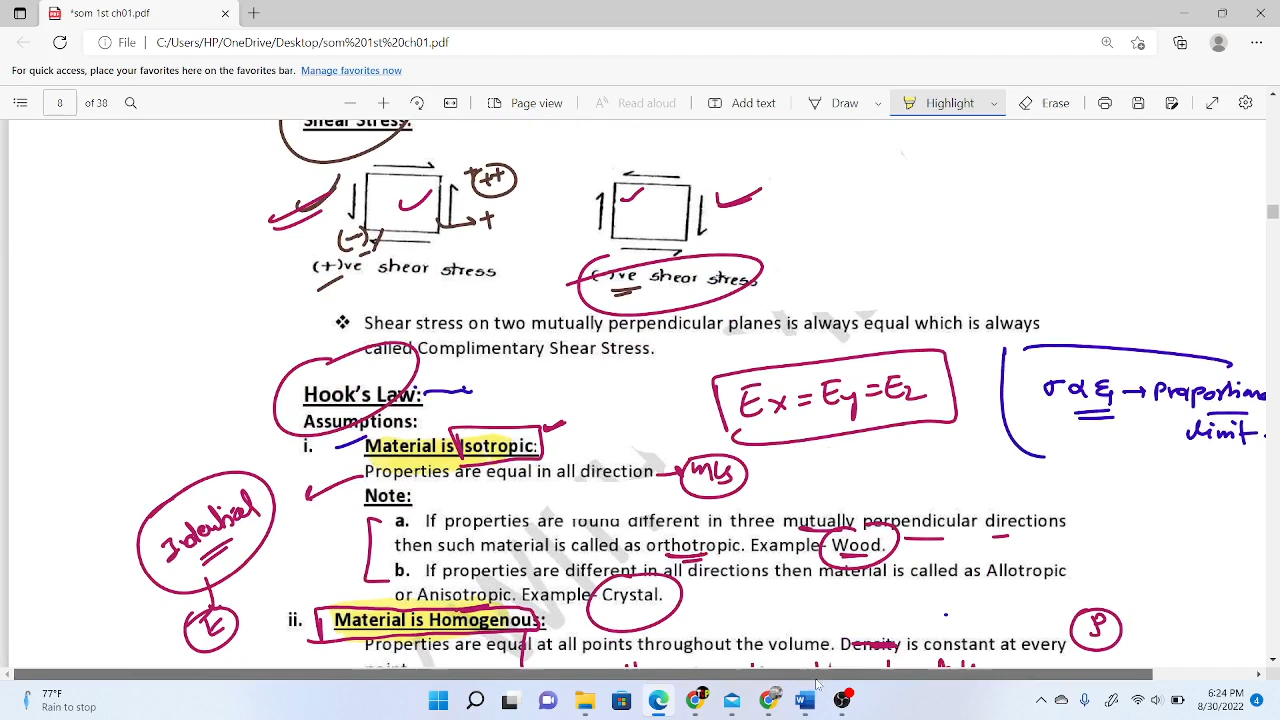 *som 1st ch01.pdf
File C:/Users/HP/OneDrive/Desktop/som%201st%20ch01.pdf
For quick access, place your favorites here on the favorites bar. Manage favorites now
8 of 38 Page view Read aloud Add text Draw Highlight Erase
Shear Stress:
++
+
(-)
(+)ve shear stress
ve shear stress
❖ Shear stress on two mutually perpendicular planes is always equal which is always
called Complimentary Shear Stress.
Hook's Law:
Ex = Ey = Ez
σ α ε → proportional
limit.
Assumptions:
i. Material is Isotropic:
Properties are equal in all direction
Note:
Identical
E
a. If properties are found different in three mutually perpendicular directions
then such material is called as orthotropic. Example- Wood.
b. If properties are different in all directions then material is called as Allotropic
or Anisotropic. Example- Crystal.
ii. Material is Homogenous:
Properties equal at all points throughout the volume. Density is constant at every
point
77°F
Rain to stop
6:24 PM
8/30/2022
4